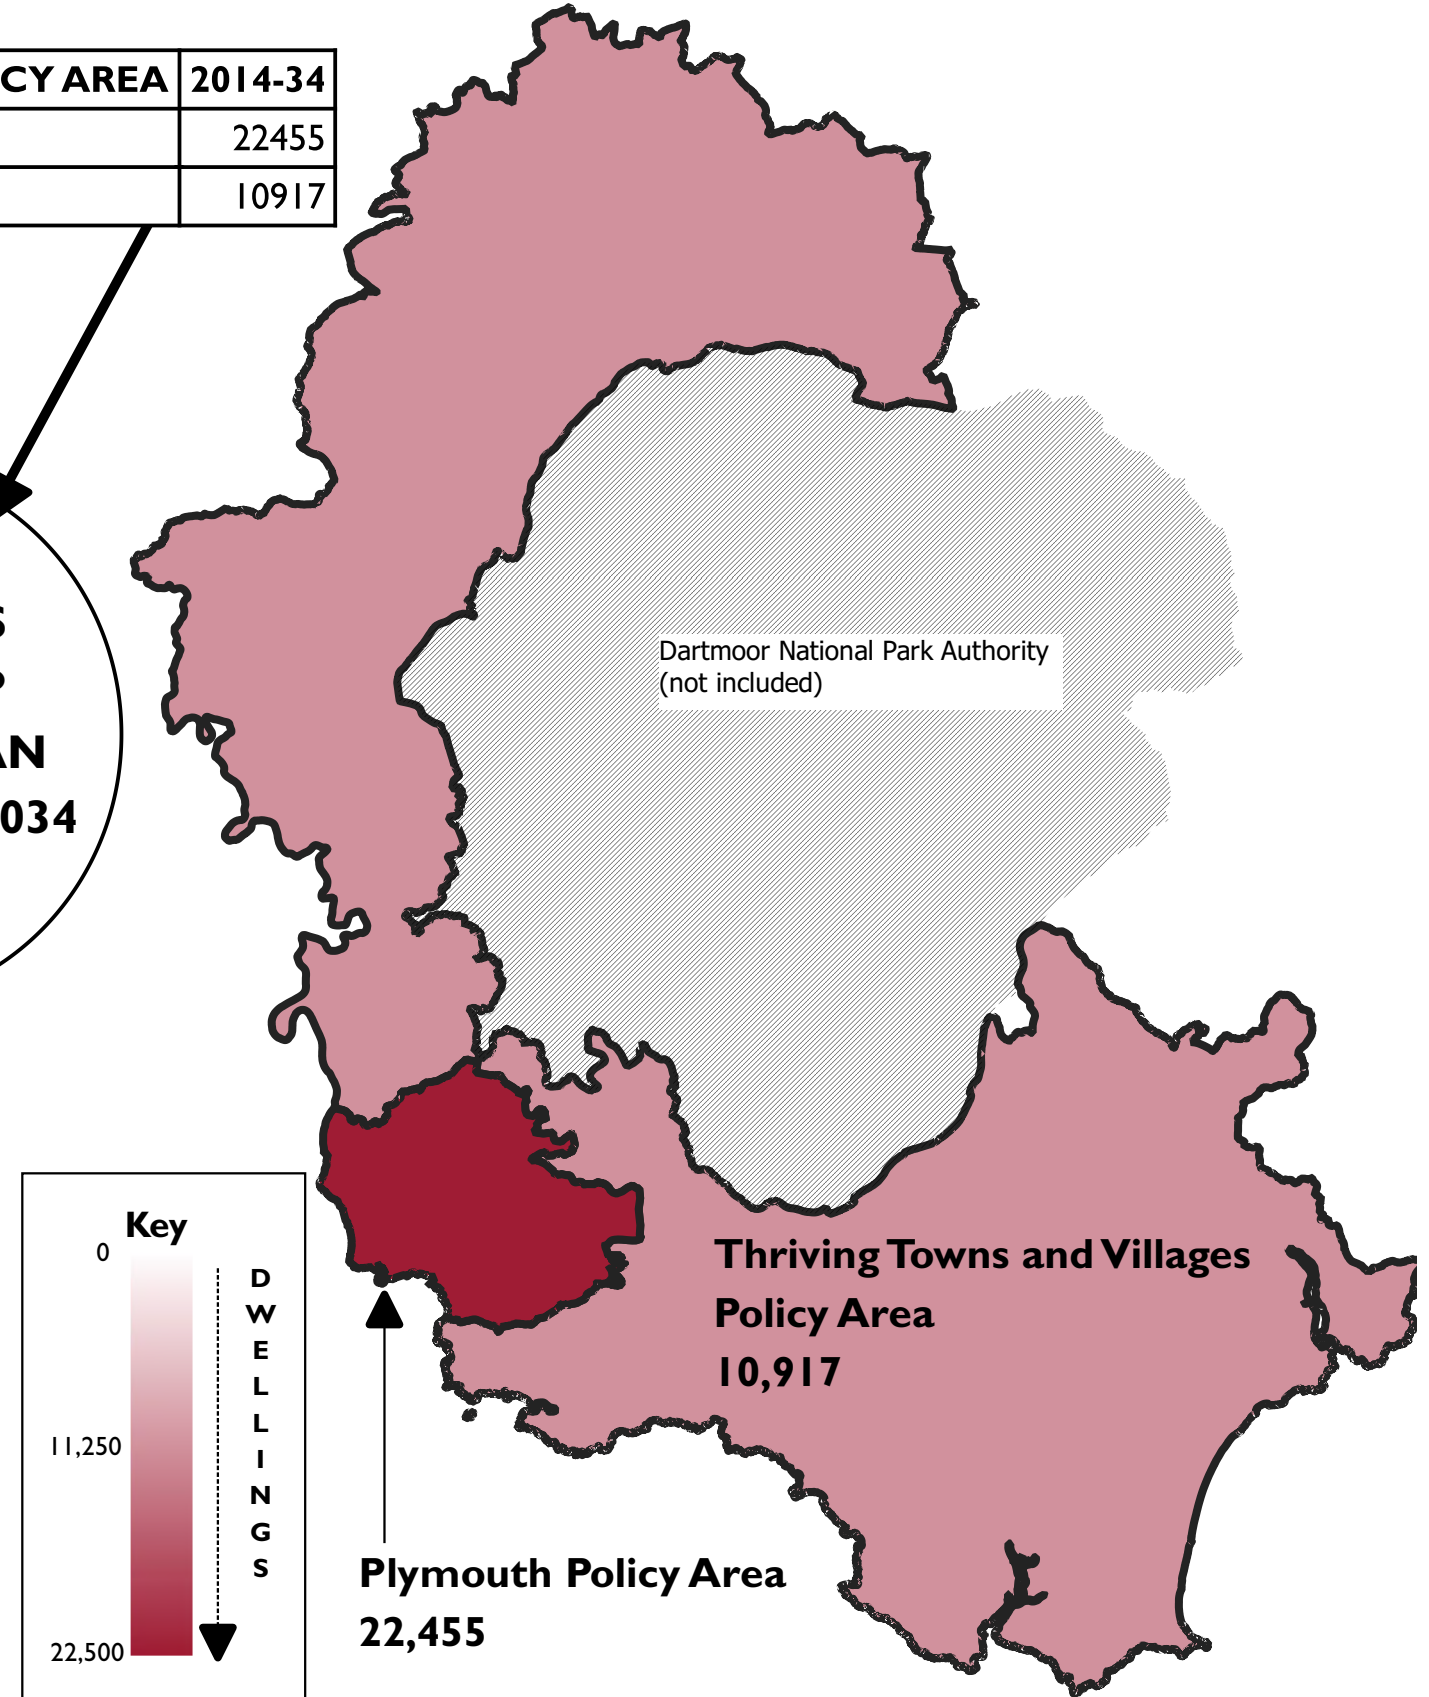 CY AREA 2014-34
22455
10917
S
AN
034
Dartmoor National Park Authority
(not included)
Key
0
11,250
22,500
DWELLINGS
Thriving Towns and Villages
Policy Area
10,917
Plymouth Policy Area
22,455